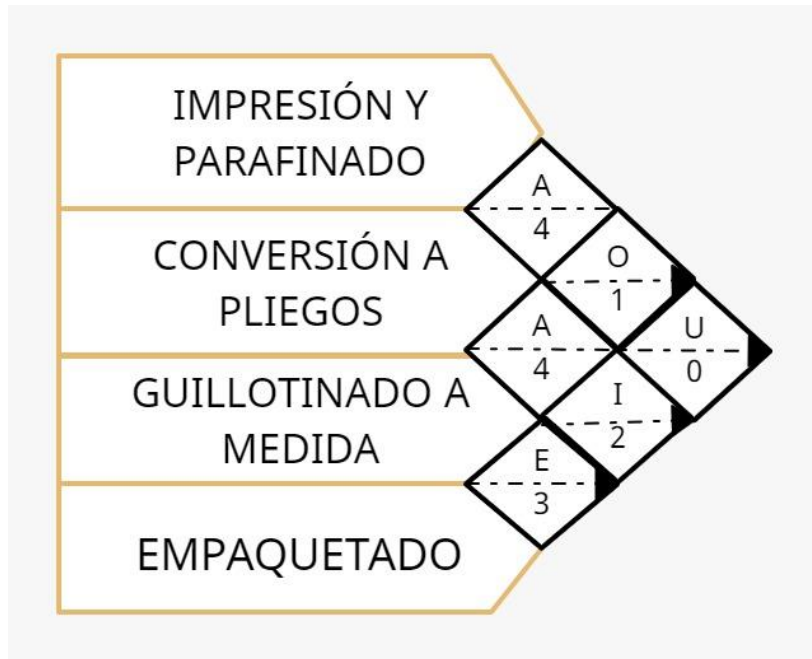 IMPRESIÓN Y
PARAFINADO
CONVERSIÓN A
PLIEGOS
GUILLOTINADO A
MEDIDA
EMPAQUETADO
A
4
O
1
A
4
U
0
I
2
E
3